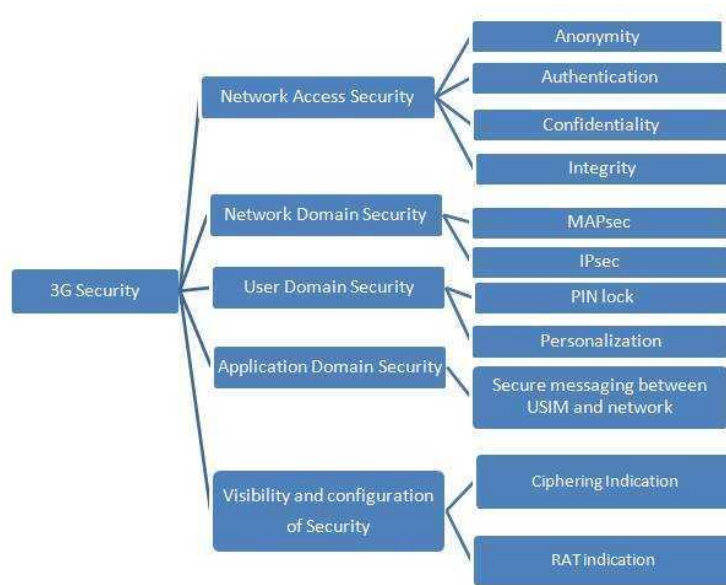 3G Security
Network Access Security
Anonymity
Authentication
Confidentiality
Integrity
Network Domain Security
MAPsec
IPsec
User Domain Security
PIN lock
Personalization
Application Domain Security
Secure messaging between
USIM and network
Visibility and configuration
of Security
Ciphering Indication
RAT indication